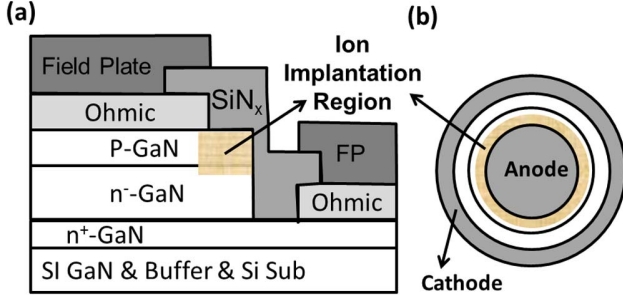 (a)
Field Plate
SiNx
Ohmic
P-GaN
n⁻-GaN
n⁺-GaN
SI GaN & Buffer & Si Sub
FP
Ohmic
Ion
Implantation
Region
(b)
Anode
Cathode